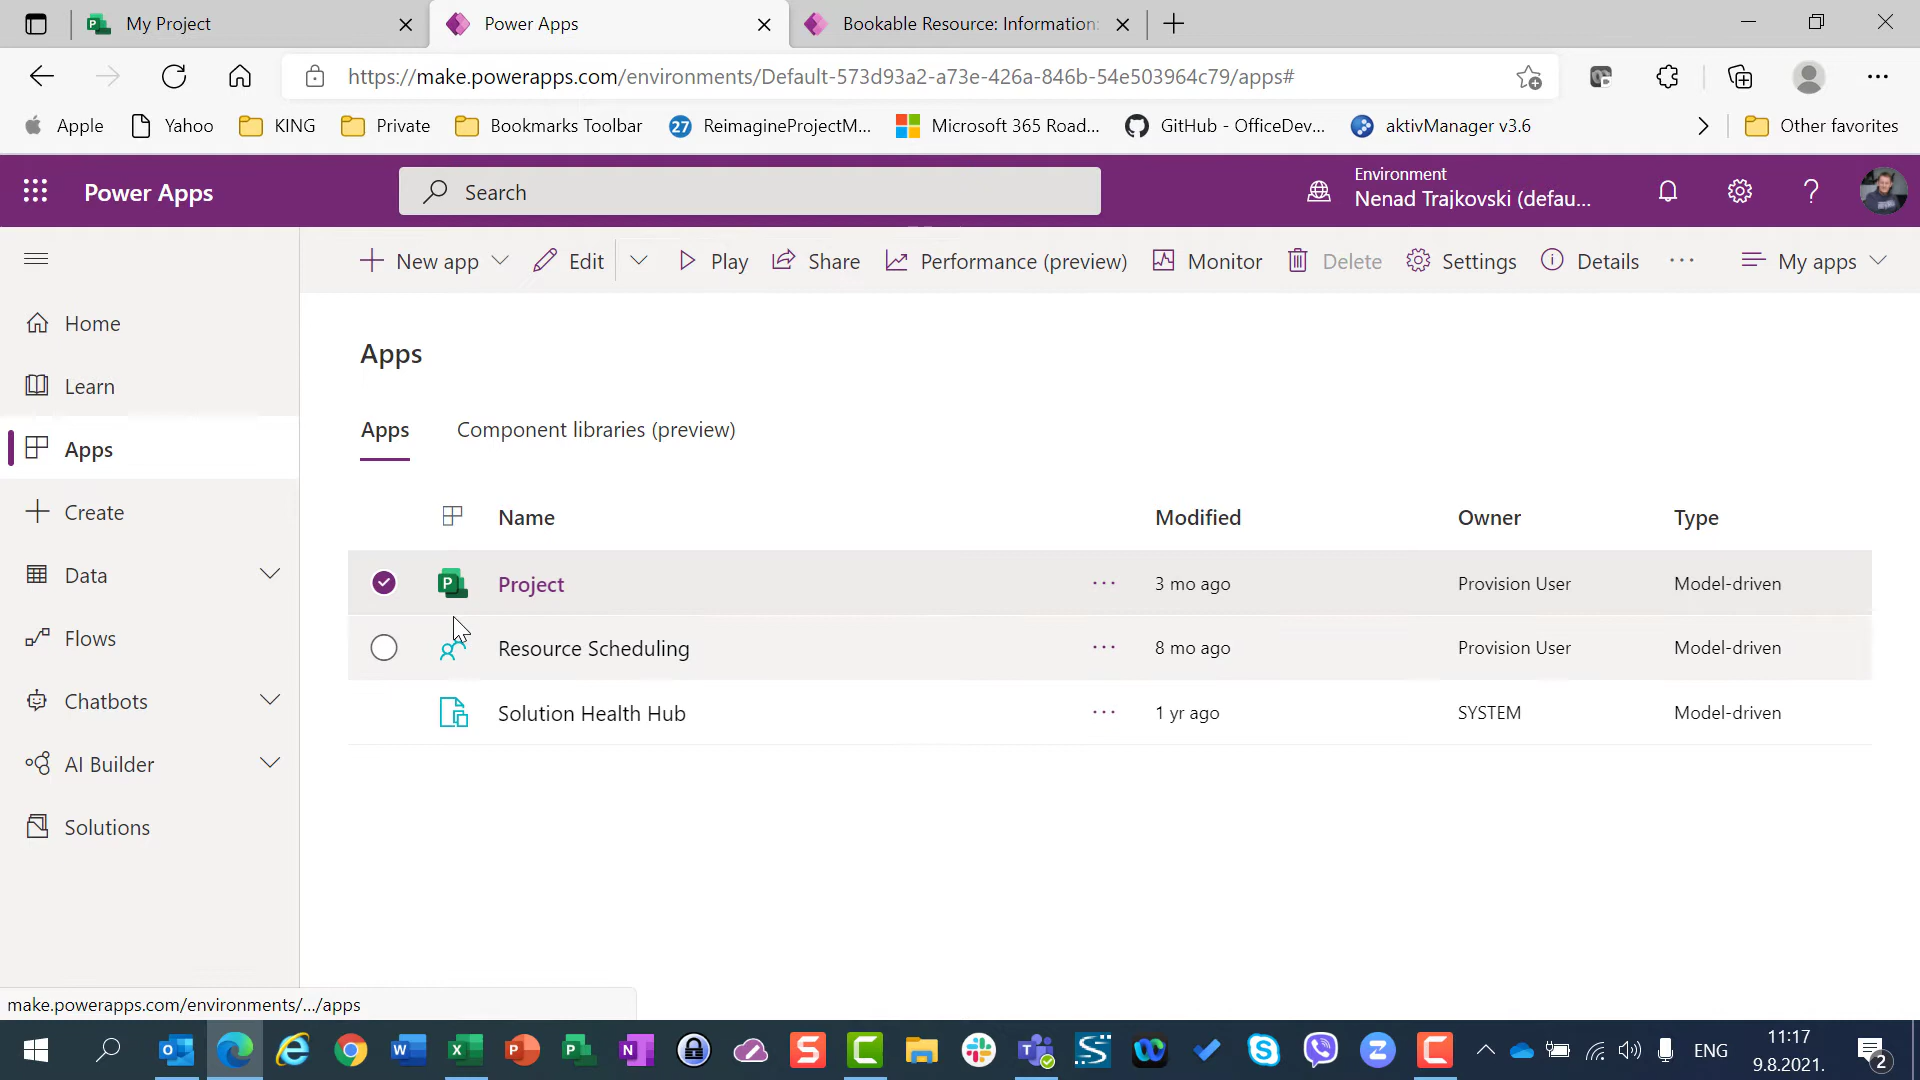 My Project
Power Apps
Bookable Resource: Information:
https://make.powerapps.com/environments/Default-573d93a2-a73e-426a-846b-54e503964c79/apps#
Apple
Yahoo
KING
Private
Bookmarks Toolbar
27 ReimagineProjectM...
Microsoft 365 Road...
GitHub - OfficeDev...
aktivManager v3.6
Other favorites
Power Apps
Search
Environment
Nenad Trajkovski (defau...
New app
Edit
Play
Share
Performance (preview)
Monitor
Delete
Settings
Details
My apps
Home
Learn
Apps
Create
Data
Flows
Chatbots
AI Builder
Solutions
Apps
Apps
Component libraries (preview)
Name Modified Owner Type
Project 3 mo ago Provision User Model-driven
Resource Scheduling 8 mo ago Provision User Model-driven
Solution Health Hub 1 yr ago SYSTEM Model-driven
make.powerapps.com/environments/.../apps
ENG
11:17
9.8.2021.
2